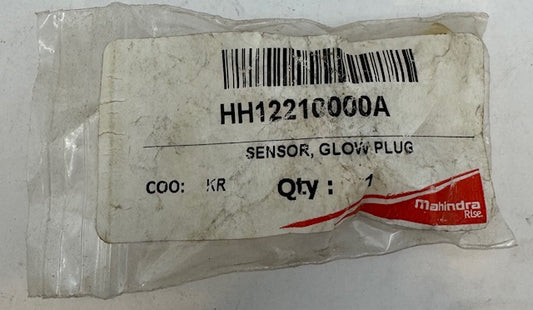 HH12210000A
SENSOR, GLOW PLUG
COO: KR Qty : 1
Mahindra
Rise.